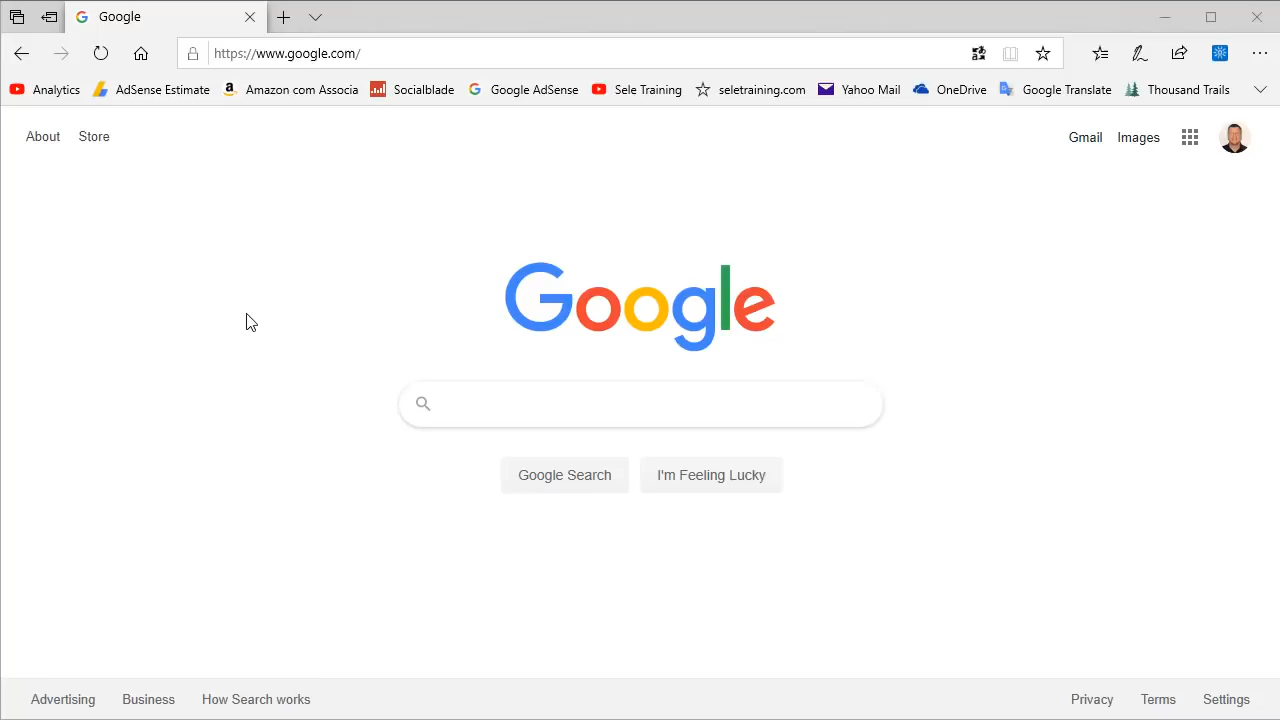 Google
https://www.google.com/
Analytics AdSense Estimate Amazon com Associa Socialblade Google AdSense Sele Training seletraining.com Yahoo Mail OneDrive Google Translate Thousand Trails
About Store Gmail Images
Google
Google Search I'm Feeling Lucky
Advertising Business How Search works Privacy Terms Settings